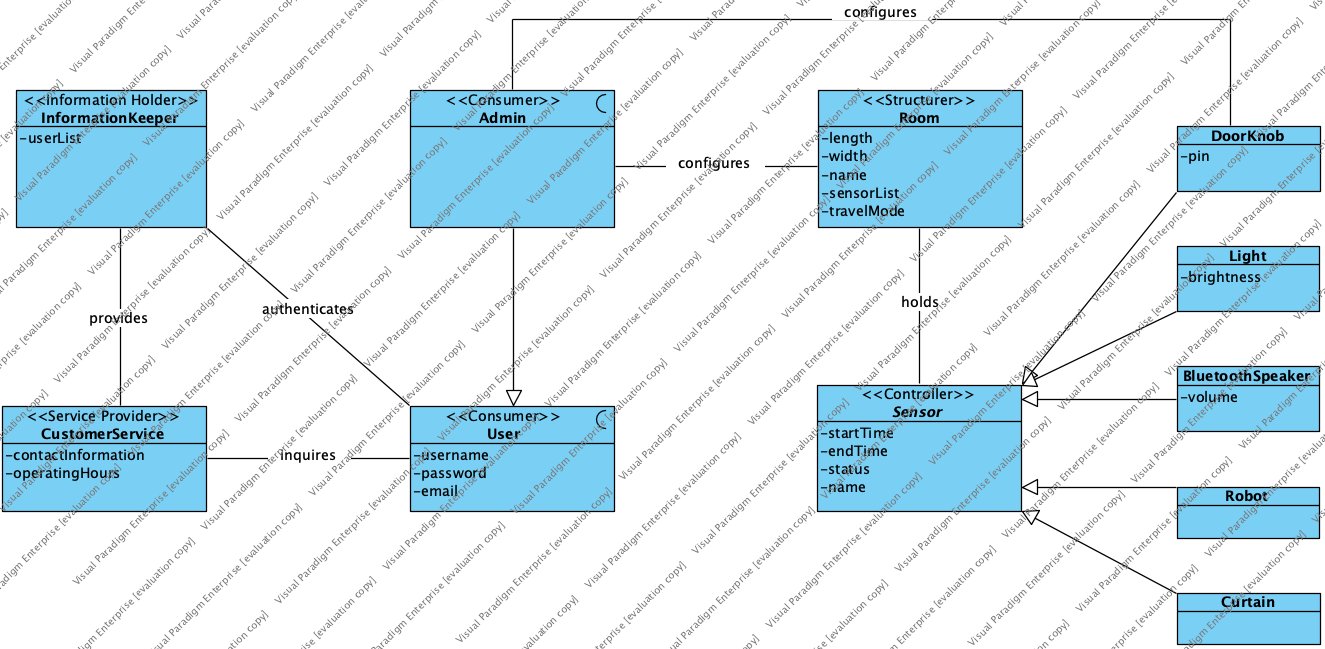 configures
<<Information Holder>>
InformationKeeper
-userList
<<Consumer>>
Admin
configures
<<Structurer>>
Room
-length
-width
-name
-sensorList
-travelMode
DoorKnob
-pin
Light
-brightness
provides
authenticates
holds
BluetoothSpeaker
-volume
<<Service Provider>>
CustomerService
-contactInformation
-operatingHours
inquires
<<Consumer>>
User
-username
-password
-email
<<Controller>>
Sensor
-startTime
-endTime
-status
-name
Robot
Curtain
Visual Paradigm Enterprise [evaluation copy]